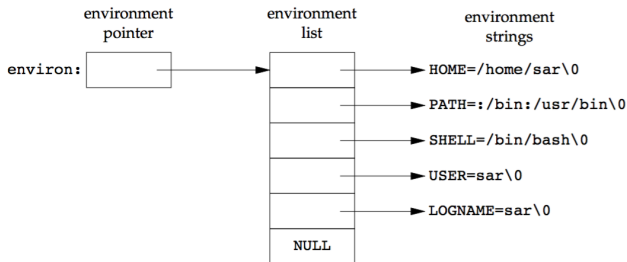 environment
pointer
environment
list
environment
strings
environ:
HOME=/home/sar\0
PATH=:/bin:/usr/bin\0
SHELL=/bin/bash\0
USER=sar\0
LOGNAME=sar\0
NULL